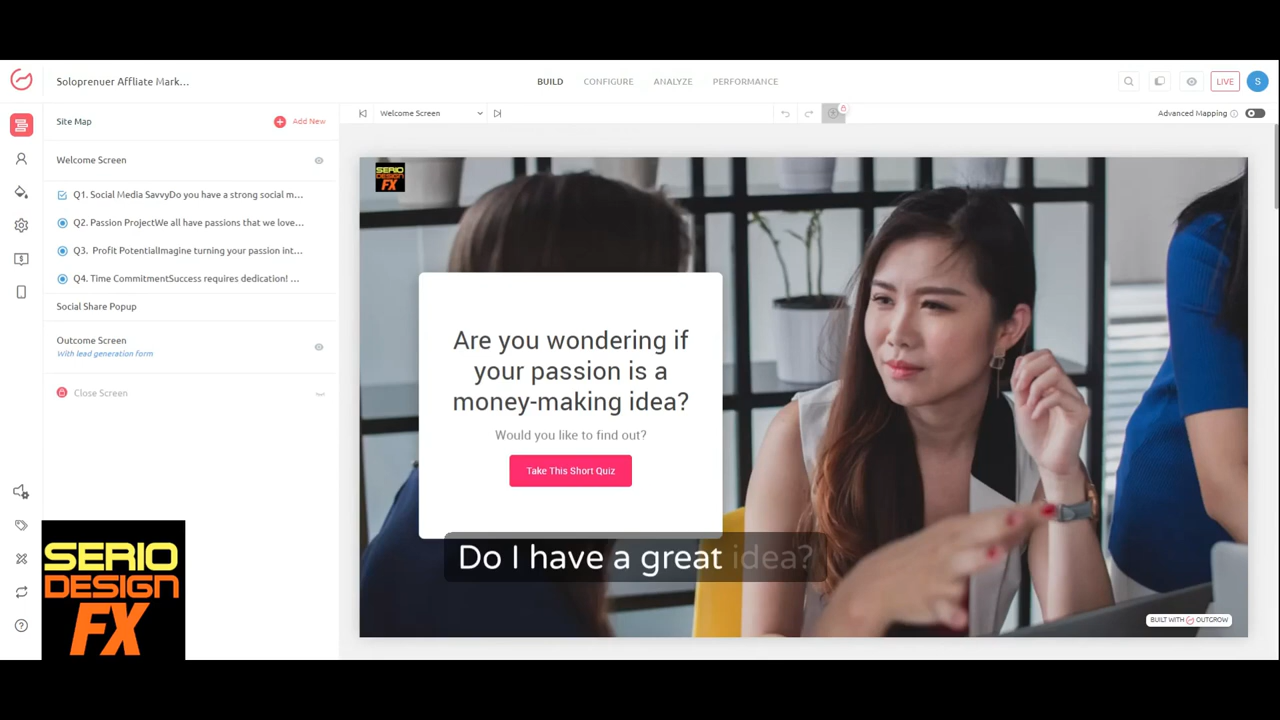 Soloprenuer Affliate Mark...
BUILD
CONFIGURE
ANALYZE
PERFORMANCE
LIVE
S
Site Map
Add New
Welcome Screen
Advanced Mapping
Welcome Screen
Q1. Social Media SavvyDo you have a strong social m...
Q2. Passion ProjectWe all have passions that we love...
Q3. Profit PotentialImagine turning your passion int...
Q4. Time CommitmentSuccess requires dedication! ...
Social Share Popup
Outcome Screen
With lead generation form
Close Screen
SERIO
DESIGN
FX
Are you wondering if
your passion is a
money-making idea?
Would you like to find out?
Take This Short Quiz
Do I have a great idea?
BUILT WITH OUTGROW
SERIO
DESIGN
FX